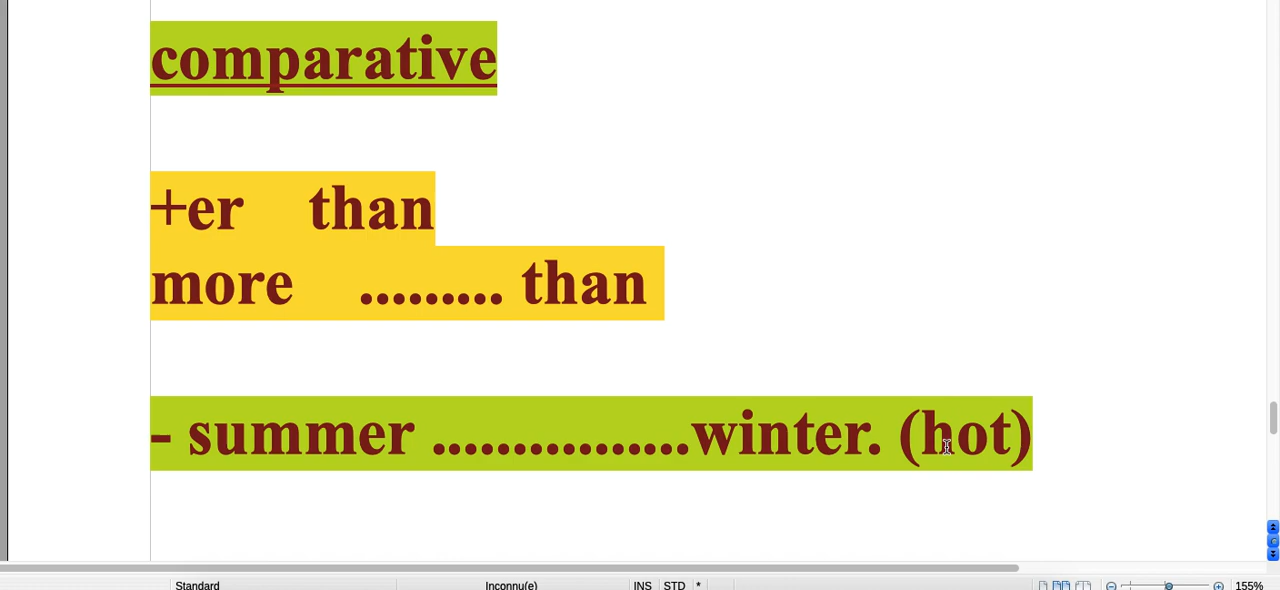 comparative
+er than
more ......... than
- summer ................winter. (hot)
Standard Inconnu(e) INS STD * 155%